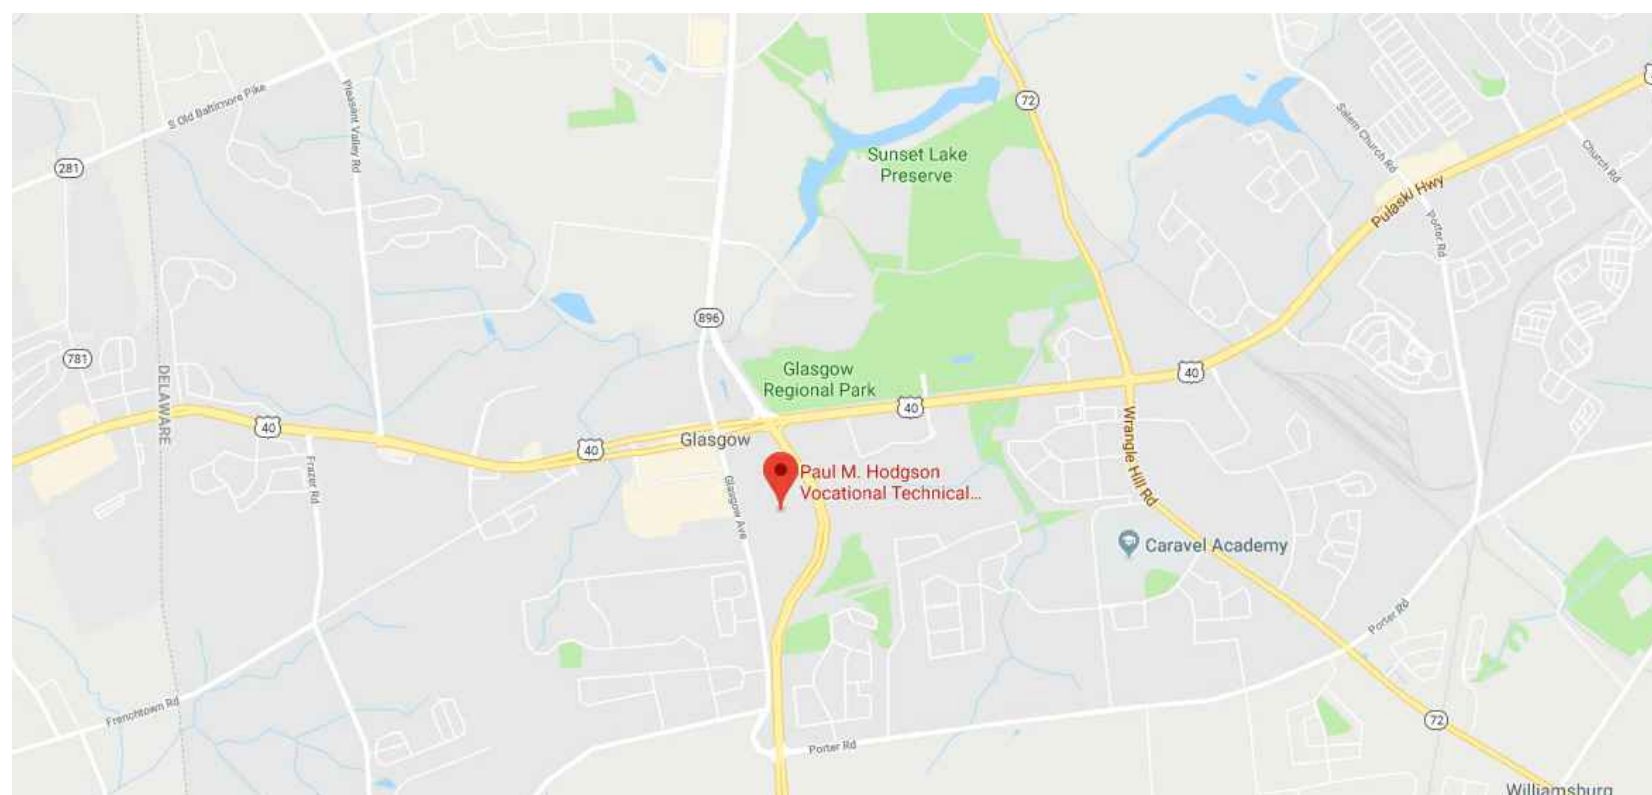 72
S Old Baltimore Pike
Pleasant Valley Rd
281
Sunset Lake
Preserve
Salem Church Rd
Church Rd
Pulaski Hwy
Porter Rd
896
781
DELAWARE
Glasgow
Regional Park
40
40
40
40
Glasgow
Wrangle Hill Rd
Frazer Rd
Glasgow Ave
Paul M. Hodgson
Vocational Technical...
Caravel Academy
Porter Rd
Frenchtown Rd
72
Porter Rd
Williamsburg